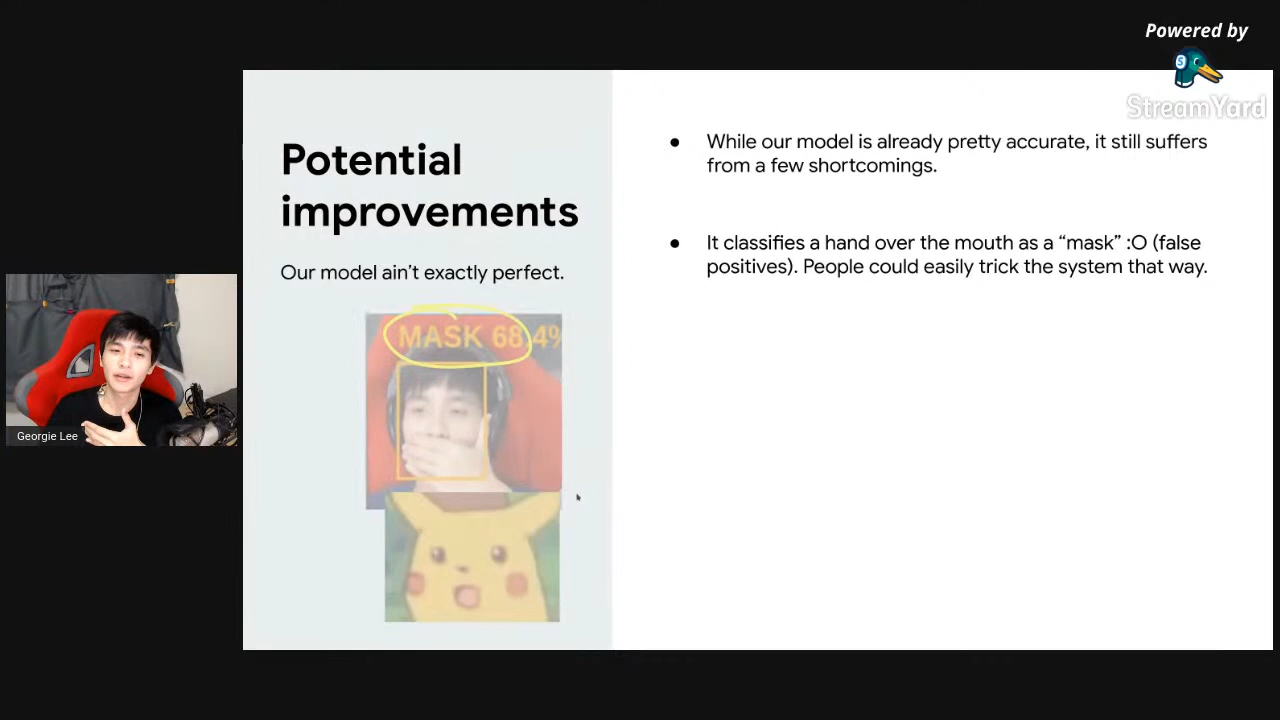 Powered by
StreamYard
Potential
improvements
Our model ain't exactly perfect.
MASK 68.4%
● While our model is already pretty accurate, it still suffers
from a few shortcomings.
● It classifies a hand over the mouth as a “mask” :O (false
positives). People could easily trick the system that way.
Georgie Lee